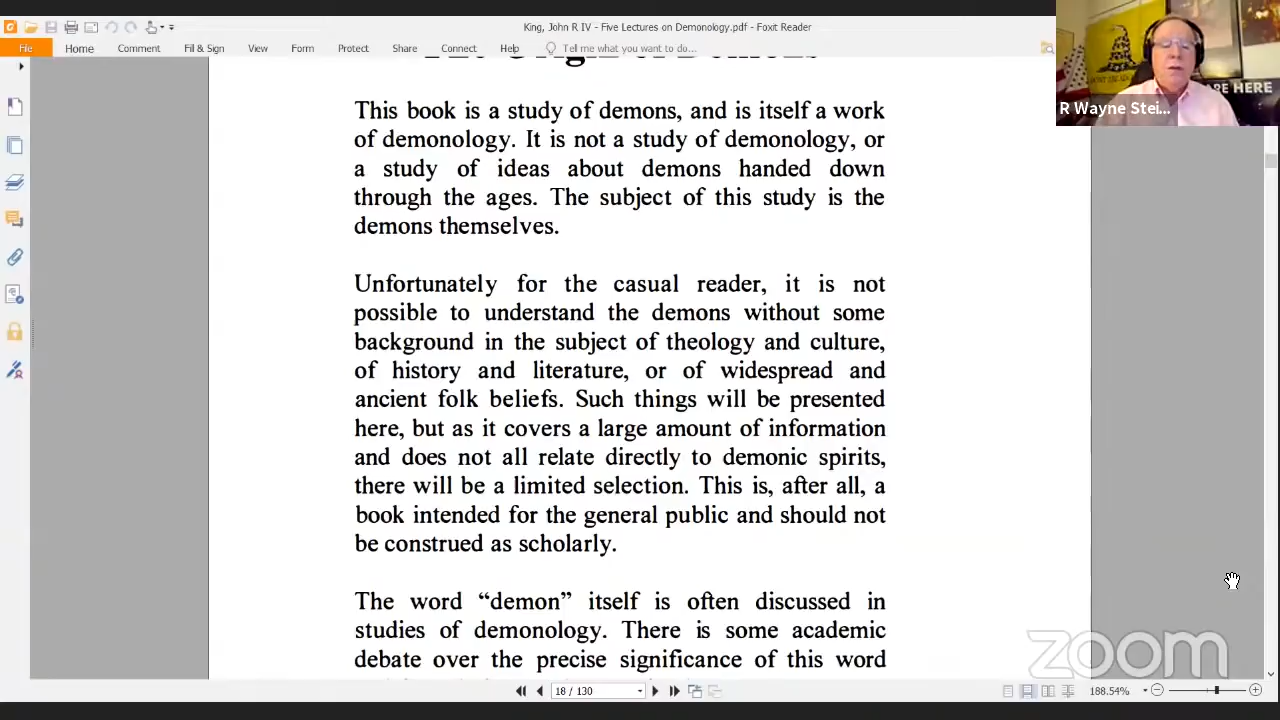 King, John R IV - Five Lectures on Demonology.pdf - Foxit Reader
File Home Comment Fill & Sign View Form Protect Share Connect Help Tell me what you want to do...
ARE HERE
R Wayne Stei...
The Origin of Demons
This book is a study of demons, and is itself a work
of demonology. It is not a study of demonology, or
a study of ideas about demons handed down
through the ages. The subject of this study is the
demons themselves.
Unfortunately for the casual reader, it is not
possible to understand the demons without some
background in the subject of theology and culture,
of history and literature, or of widespread and
ancient folk beliefs. Such things will be presented
here, but as it covers a large amount of information
and does not all relate directly to demonic spirits,
there will be a limited selection. This is, after all, a
book intended for the general public and should not
be construed as scholarly.
The word “demon” itself is often discussed in
studies of demonology. There is some academic
debate over the precise significance of this word
zoom
18 / 130
188.54%